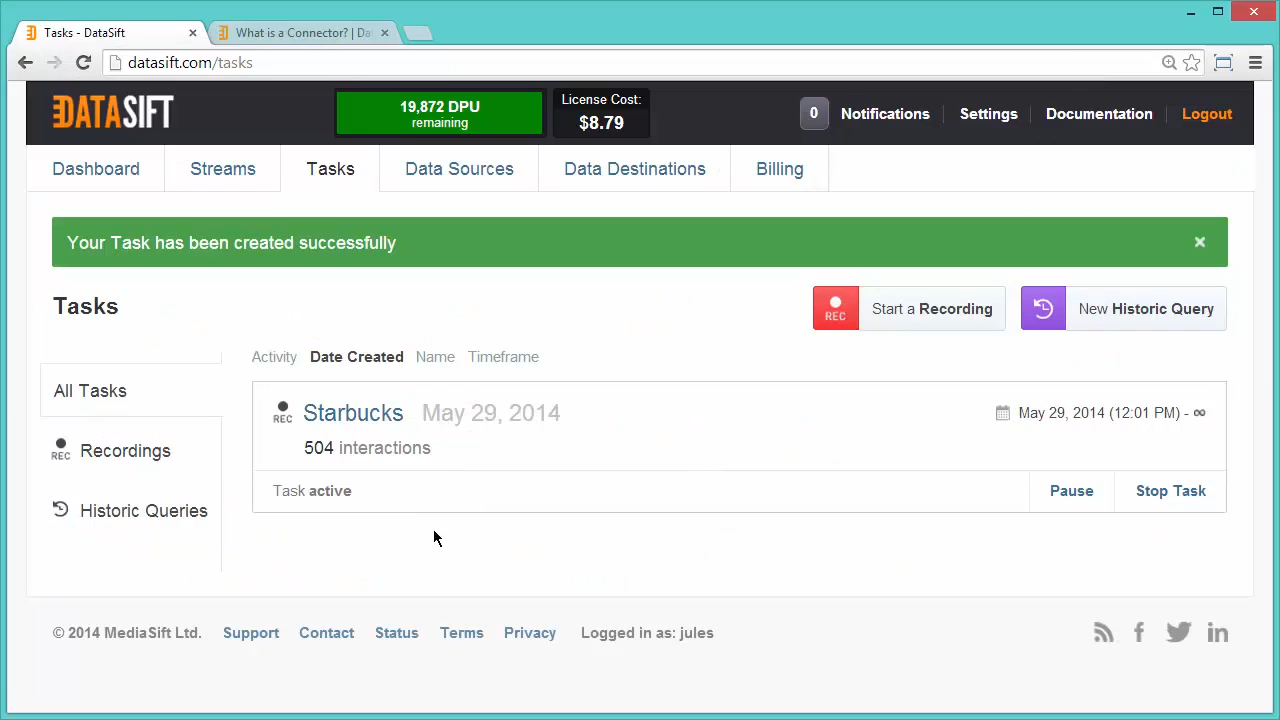 Tasks - DataSift
What is a Connector? | Da
datasift.com/tasks
DATASIFT
19,872 DPU
remaining
License Cost:
$8.79
0 Notifications Settings Documentation Logout
Dashboard Streams Tasks Data Sources Data Destinations Billing
Your Task has been created successfully
Tasks
REC Start a Recording
New Historic Query
Activity Date Created Name Timeframe
All Tasks
REC Recordings
Historic Queries
REC Starbucks May 29, 2014
May 29, 2014 (12:01 PM) - ∞
504 interactions
Task active
Pause Stop Task
© 2014 MediaSift Ltd. Support Contact Status Terms Privacy Logged in as: jules